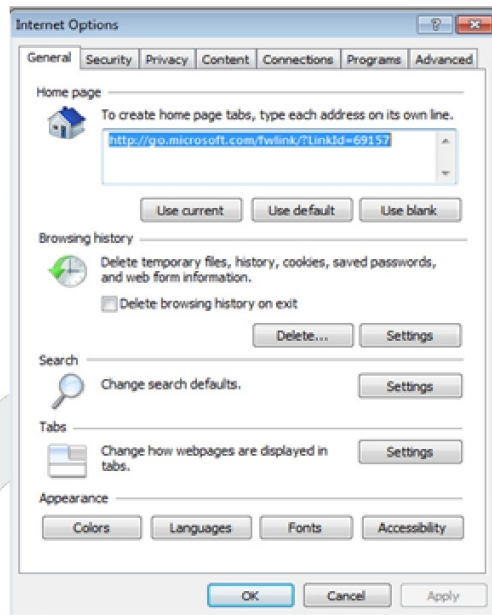 Internet Options
General Security Privacy Content Connections Programs Advanced
Home page
To create home page tabs, type each address on its own line.
http://go.microsoft.com/fwlink/?LinkId=69157
Use current Use default Use blank
Browsing history
Delete temporary files, history, cookies, saved passwords,
and web form information.
Delete browsing history on exit
Delete... Settings
Search
Change search defaults.
Settings
Tabs
Change how webpages are displayed in
tabs.
Settings
Appearance
Colors Languages Fonts Accessibility
OK Cancel Apply